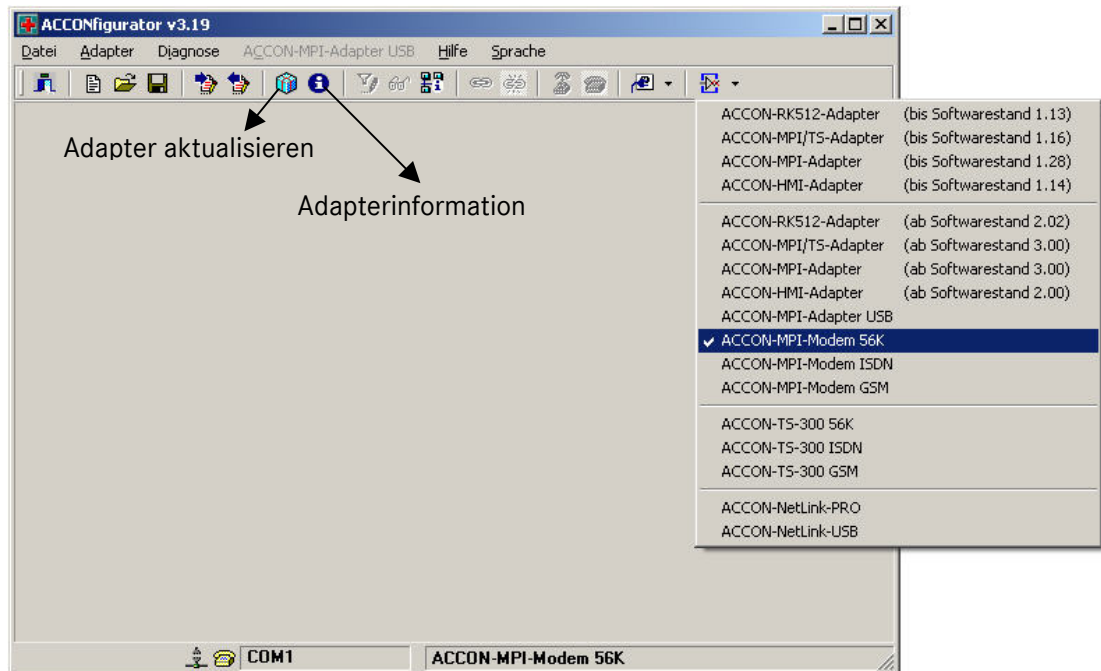 ACCONfigurator v3.19
Datei Adapter Djagnose ACCON-MPI-Adapter USB Hilfe Sprache
Adapter aktualisieren
Adapterinformation
ACCON-RK512-Adapter (bis Softwarestand 1.13)
ACCON-MPI/TS-Adapter (bis Softwarestand 1.16)
ACCON-MPI-Adapter (bis Softwarestand 1.28)
ACCON-HMI-Adapter (bis Softwarestand 1.14)
ACCON-RK512-Adapter (ab Softwarestand 2.02)
ACCON-MPI/TS-Adapter (ab Softwarestand 3.00)
ACCON-MPI-Adapter (ab Softwarestand 3.00)
ACCON-HMI-Adapter (ab Softwarestand 2.00)
ACCON-MPI-Adapter USB
ACCON-MPI-Modem 56K
ACCON-MPI-Modem ISDN
ACCON-MPI-Modem GSM
ACCON-TS-300 56K
ACCON-TS-300 ISDN
ACCON-TS-300 GSM
ACCON-NetLink-PRO
ACCON-NetLink-USB
COM1 ACCON-MPI-Modem 56K